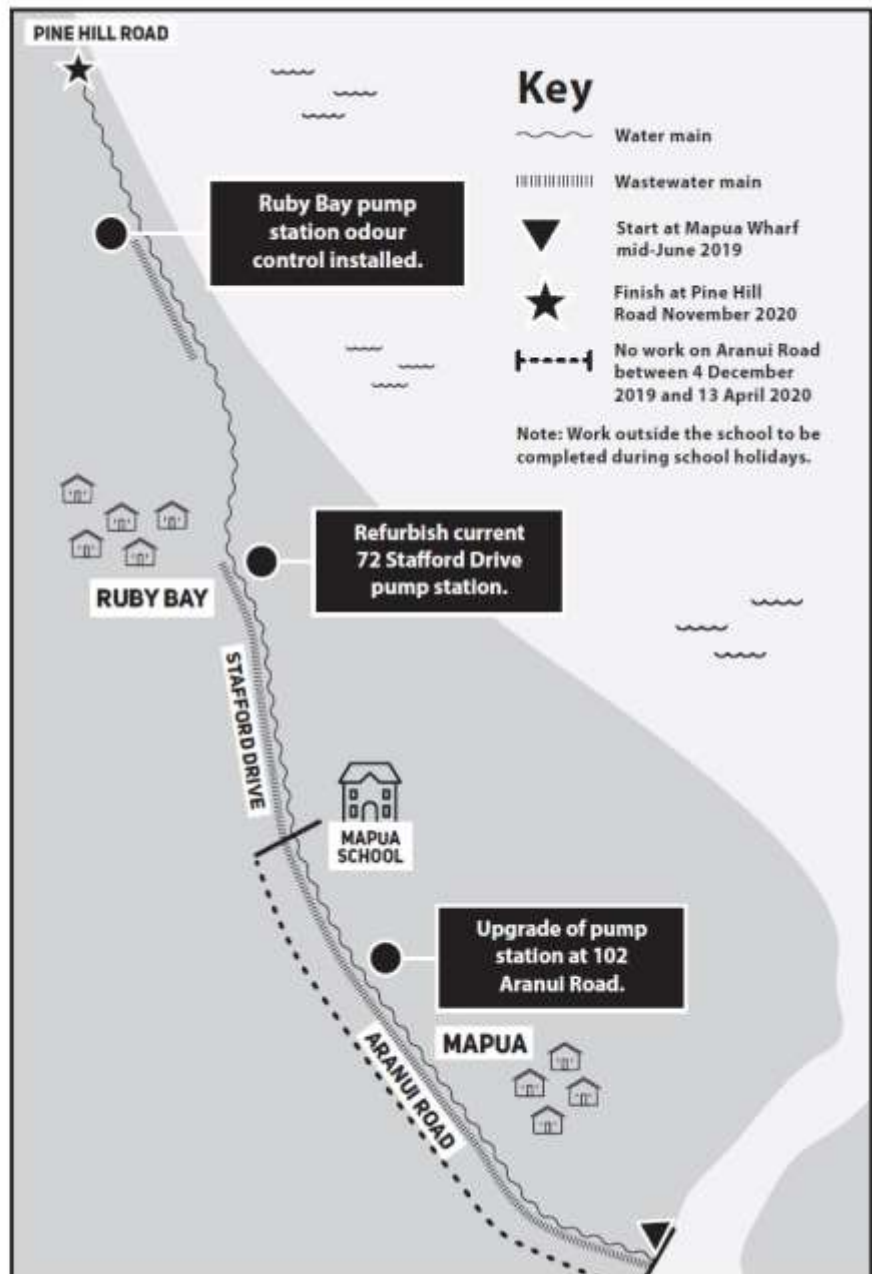 PINE HILL ROAD
Key
Water main
Wastewater main
Start at Mapua Wharf
mid-June 2019
Finish at Pine Hill
Road November 2020
No work on Aranui Road
between 4 December
2019 and 13 April 2020
Note: Work outside the school to be
completed during school holidays.
Ruby Bay pump
station odour
control installed.
Refurbish current
72 Stafford Drive
pump station.
RUBY BAY
STAFFORD DRIVE
MAPUA
SCHOOL
Upgrade of pump
station at 102
Aranui Road.
MAPUA
ARANUI ROAD